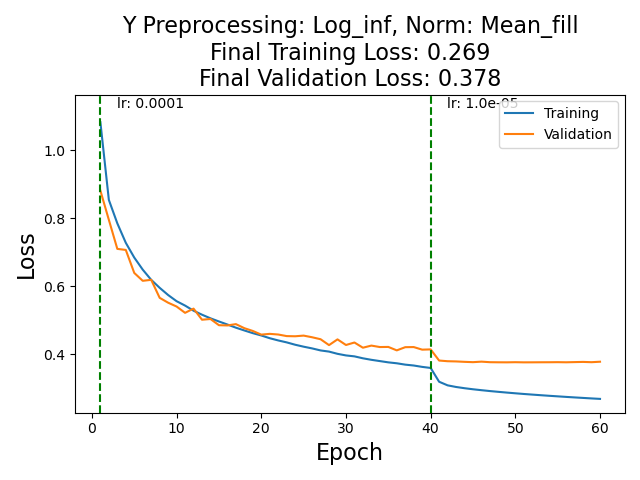 Y Preprocessing: Log_inf, Norm: Mean_fill
Final Training Loss: 0.269
Final Validation Loss: 0.378
lr: 0.0001
lr: 1.0e-05
Training
Validation
Loss
1.0
0.8
0.6
0.4
0 10 20 30 40 50 60
Epoch